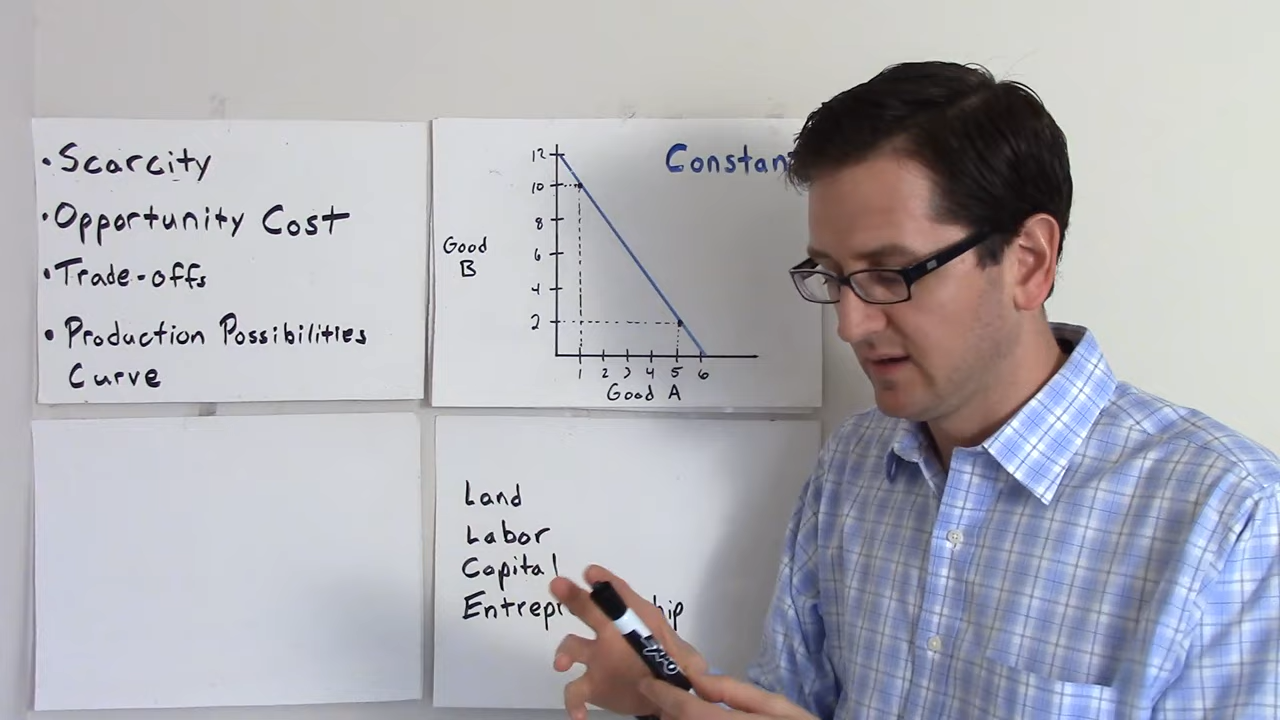 • Scarcity
• Opportunity Cost
• Trade-offs
• Production Possibilities
Curve
12
10
8
6
4
2
Good
B
1 2 3 4 5 6
Good A
Land
Labor
Capital